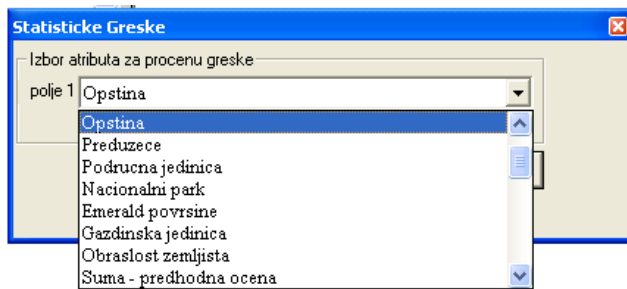 Statisticke Greske
Izbor atributa za procenu greske
polje 1 Opstina
Opstina
Preduzece
Podrucna jedinica
Nacionalni park
Emerald povrsine
Gazdinska jedinica
Obraslost zemljista
Suma - predhodna ocena